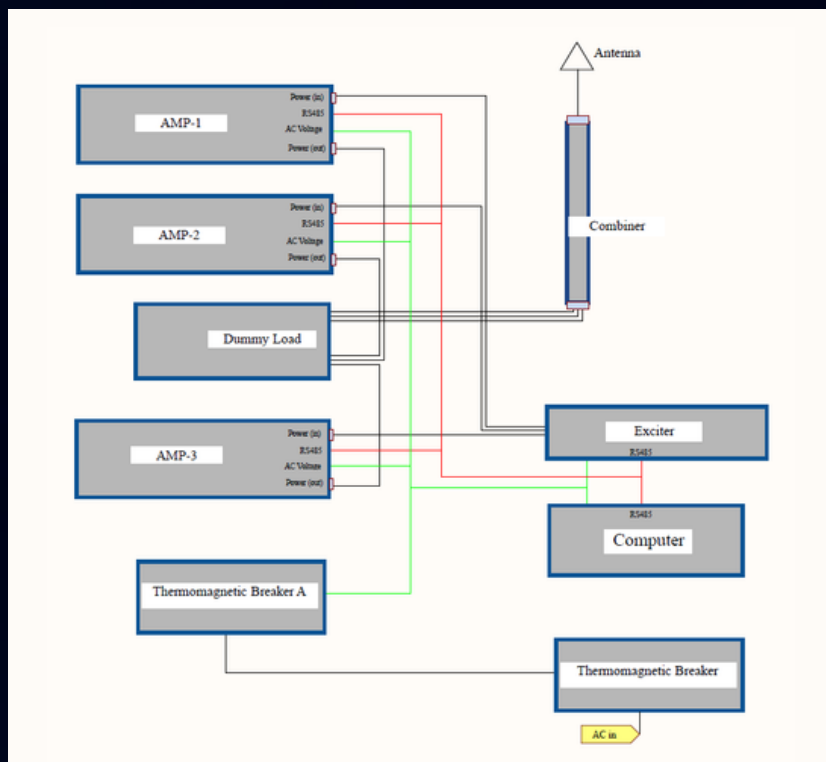 Antenna
Power (in)
RS485
AC Voltage
Power (out)
AMP-1
Power (in)
RS485
AC Voltage
Power (out)
AMP-2
Combiner
Dummy Load
Power (in)
RS485
AC Voltage
Power (out)
AMP-3
Exciter
RS485
RS485
Computer
Thermomagnetic Breaker A
Thermomagnetic Breaker
AC in